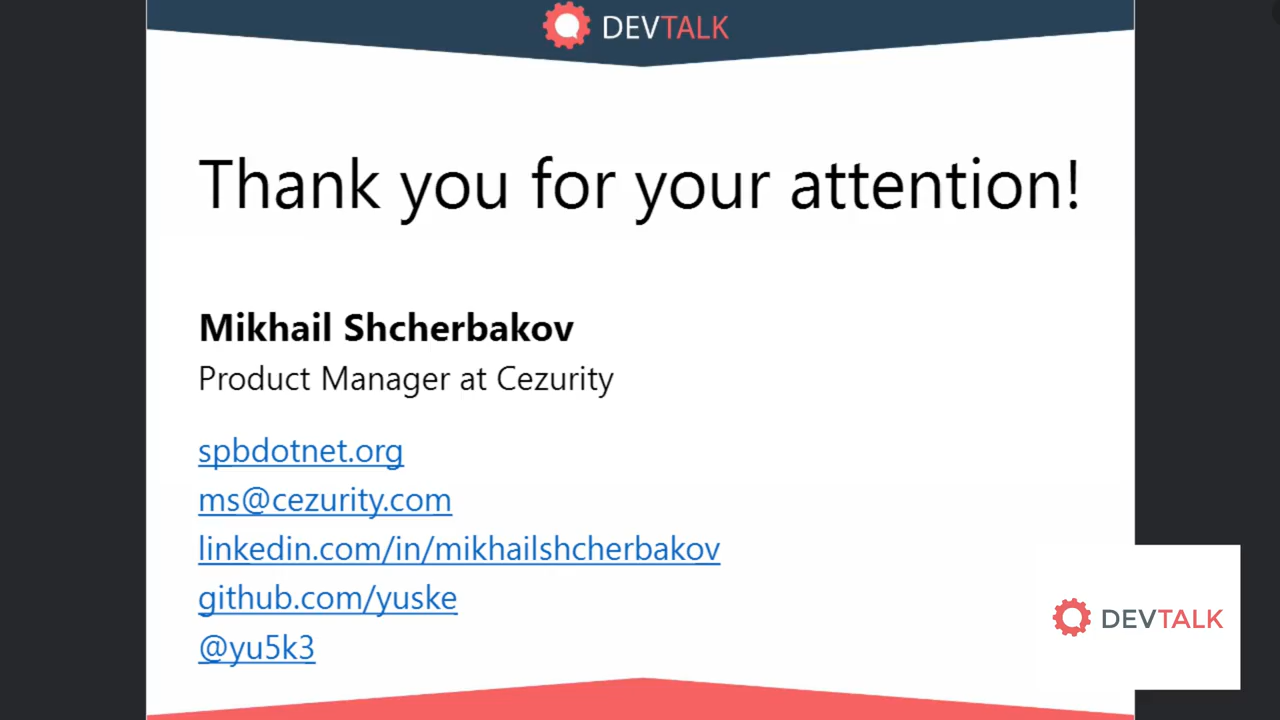 DEVTALK
Thank you for your attention!
Mikhail Shcherbakov
Product Manager at Cezurity
spbdotnet.org
ms@cezurity.com
linkedin.com/in/mikhailshcherbakov
github.com/yuske
@yu5k3
DEVTALK